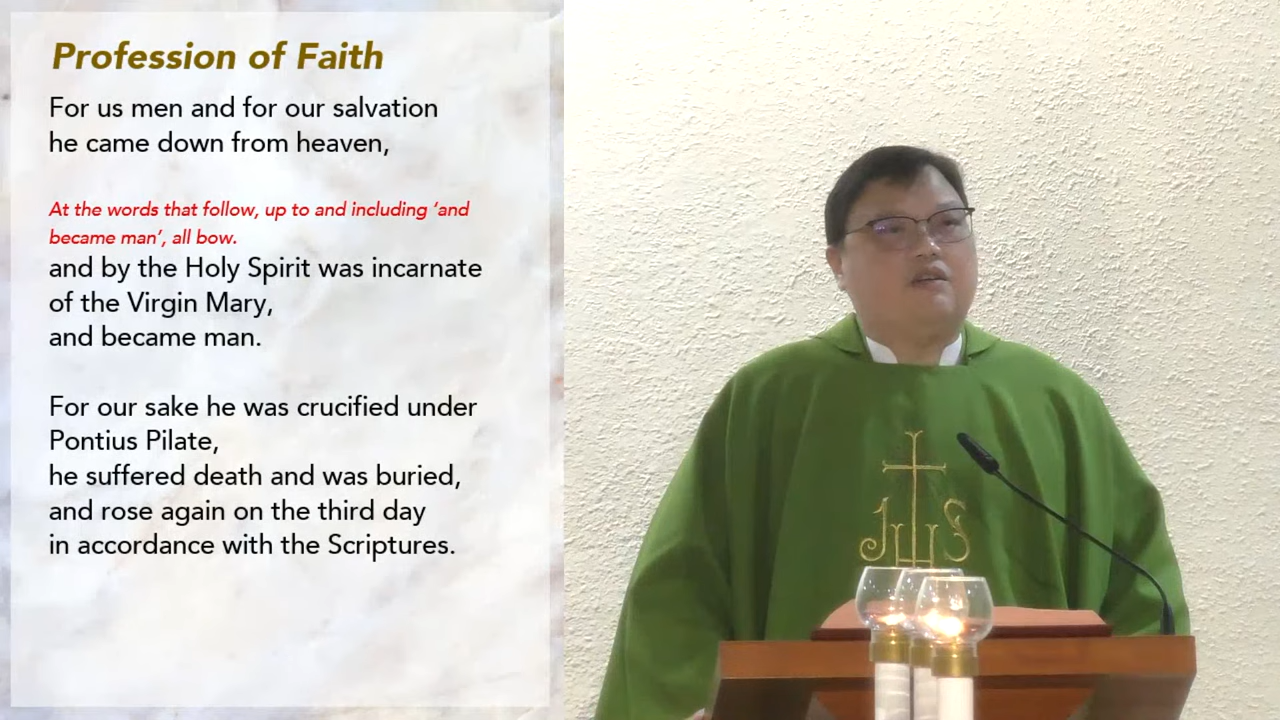 Profession of Faith
For us men and for our salvation
he came down from heaven,
At the words that follow, up to and including ‘and
became man’, all bow.
and by the Holy Spirit was incarnate
of the Virgin Mary,
and became man.
For our sake he was crucified under
Pontius Pilate,
he suffered death and was buried,
and rose again on the third day
in accordance with the Scriptures.
JHS